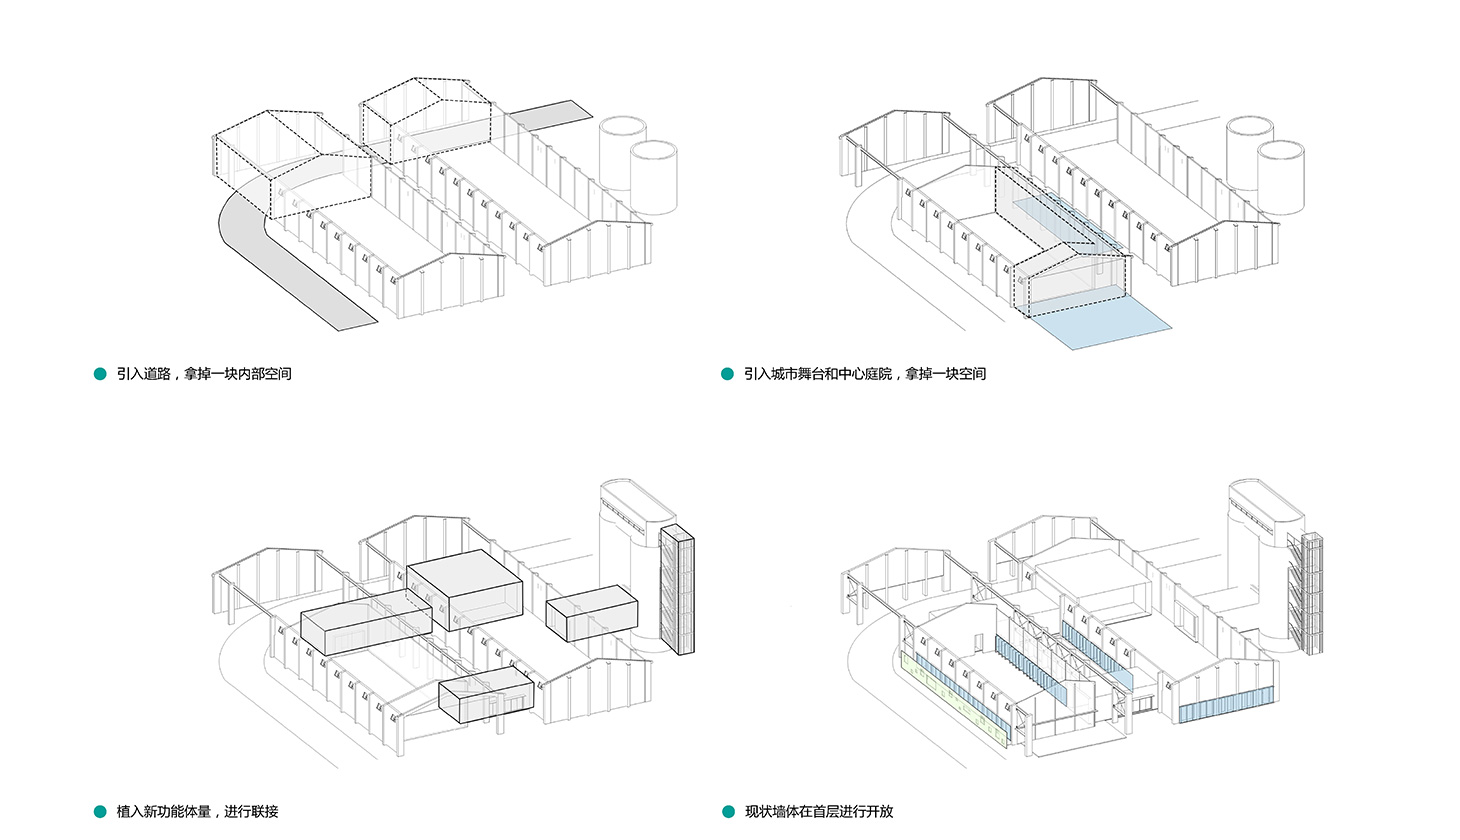 引入道路，拿掉一块内部空间
引入城市舞台和中心庭院，拿掉一块空间
植入新功能体量，进行联接
现状墙体在首层进行开放